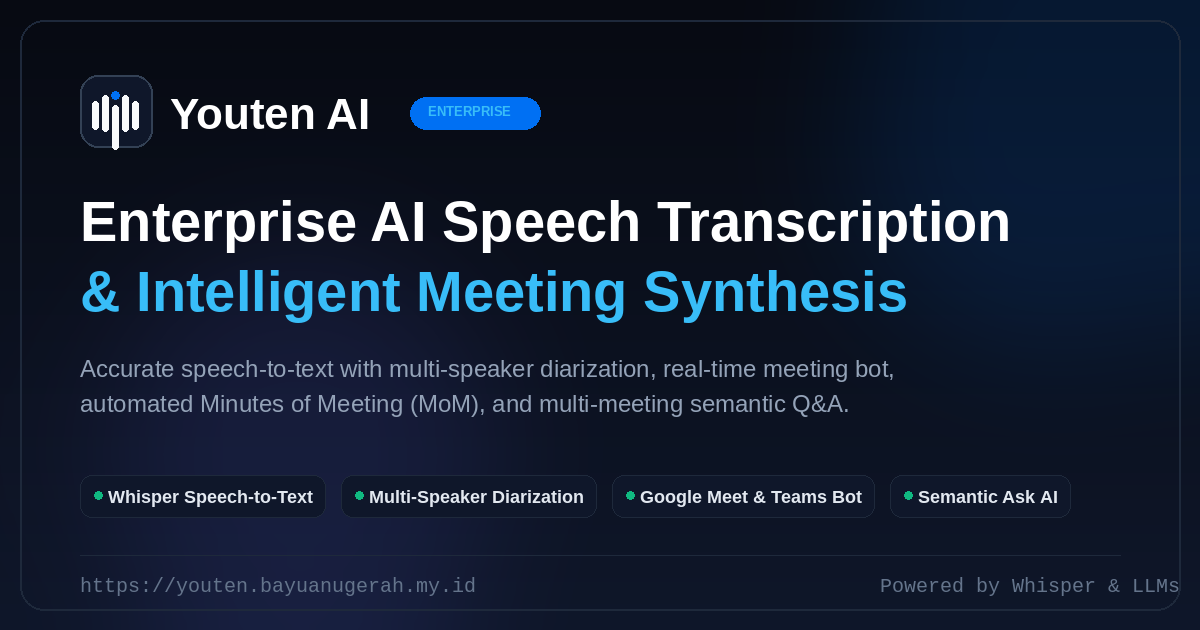 Youten AI
ENTERPRISE
Enterprise AI Speech Transcription
& Intelligent Meeting Synthesis
Accurate speech-to-text with multi-speaker diarization, real-time meeting bot,
automated Minutes of Meeting (MoM), and multi-meeting semantic Q&A.
Whisper Speech-to-Text
Multi-Speaker Diarization
Google Meet & Teams Bot
Semantic Ask AI
https://youten.bayuanugerah.my.id
Powered by Whisper & LLMs